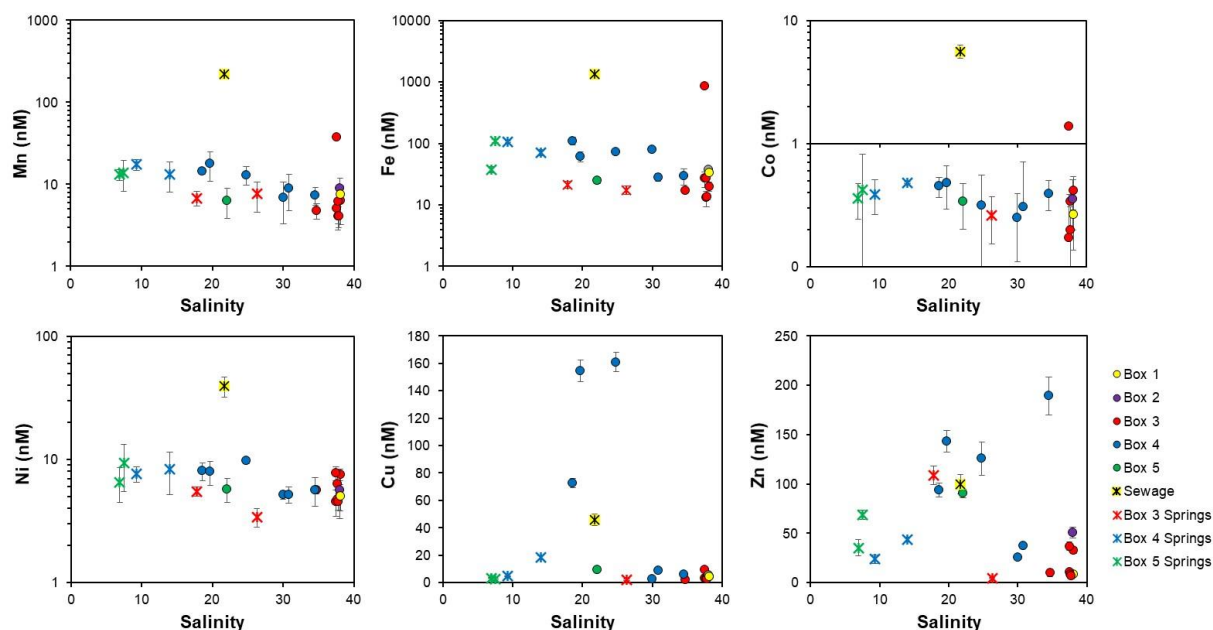 1000
100
10
1
Mn (nM)
0 10 20 30 40
Salinity
10000
1000
100
10
1
Fe (nM)
0 10 20 30 40
Salinity
10
1
0
Co (nM)
0 10 20 30 40
Salinity
100
10
1
Ni (nM)
0 10 20 30 40
Salinity
180
160
140
120
100
80
60
40
20
0
Cu (nM)
0 10 20 30 40
Salinity
250
200
150
100
50
0
Zn (nM)
0 10 20 30 40
Salinity
Box 1
Box 2
Box 3
Box 4
Box 5
Sewage
Box 3 Springs
Box 4 Springs
Box 5 Springs